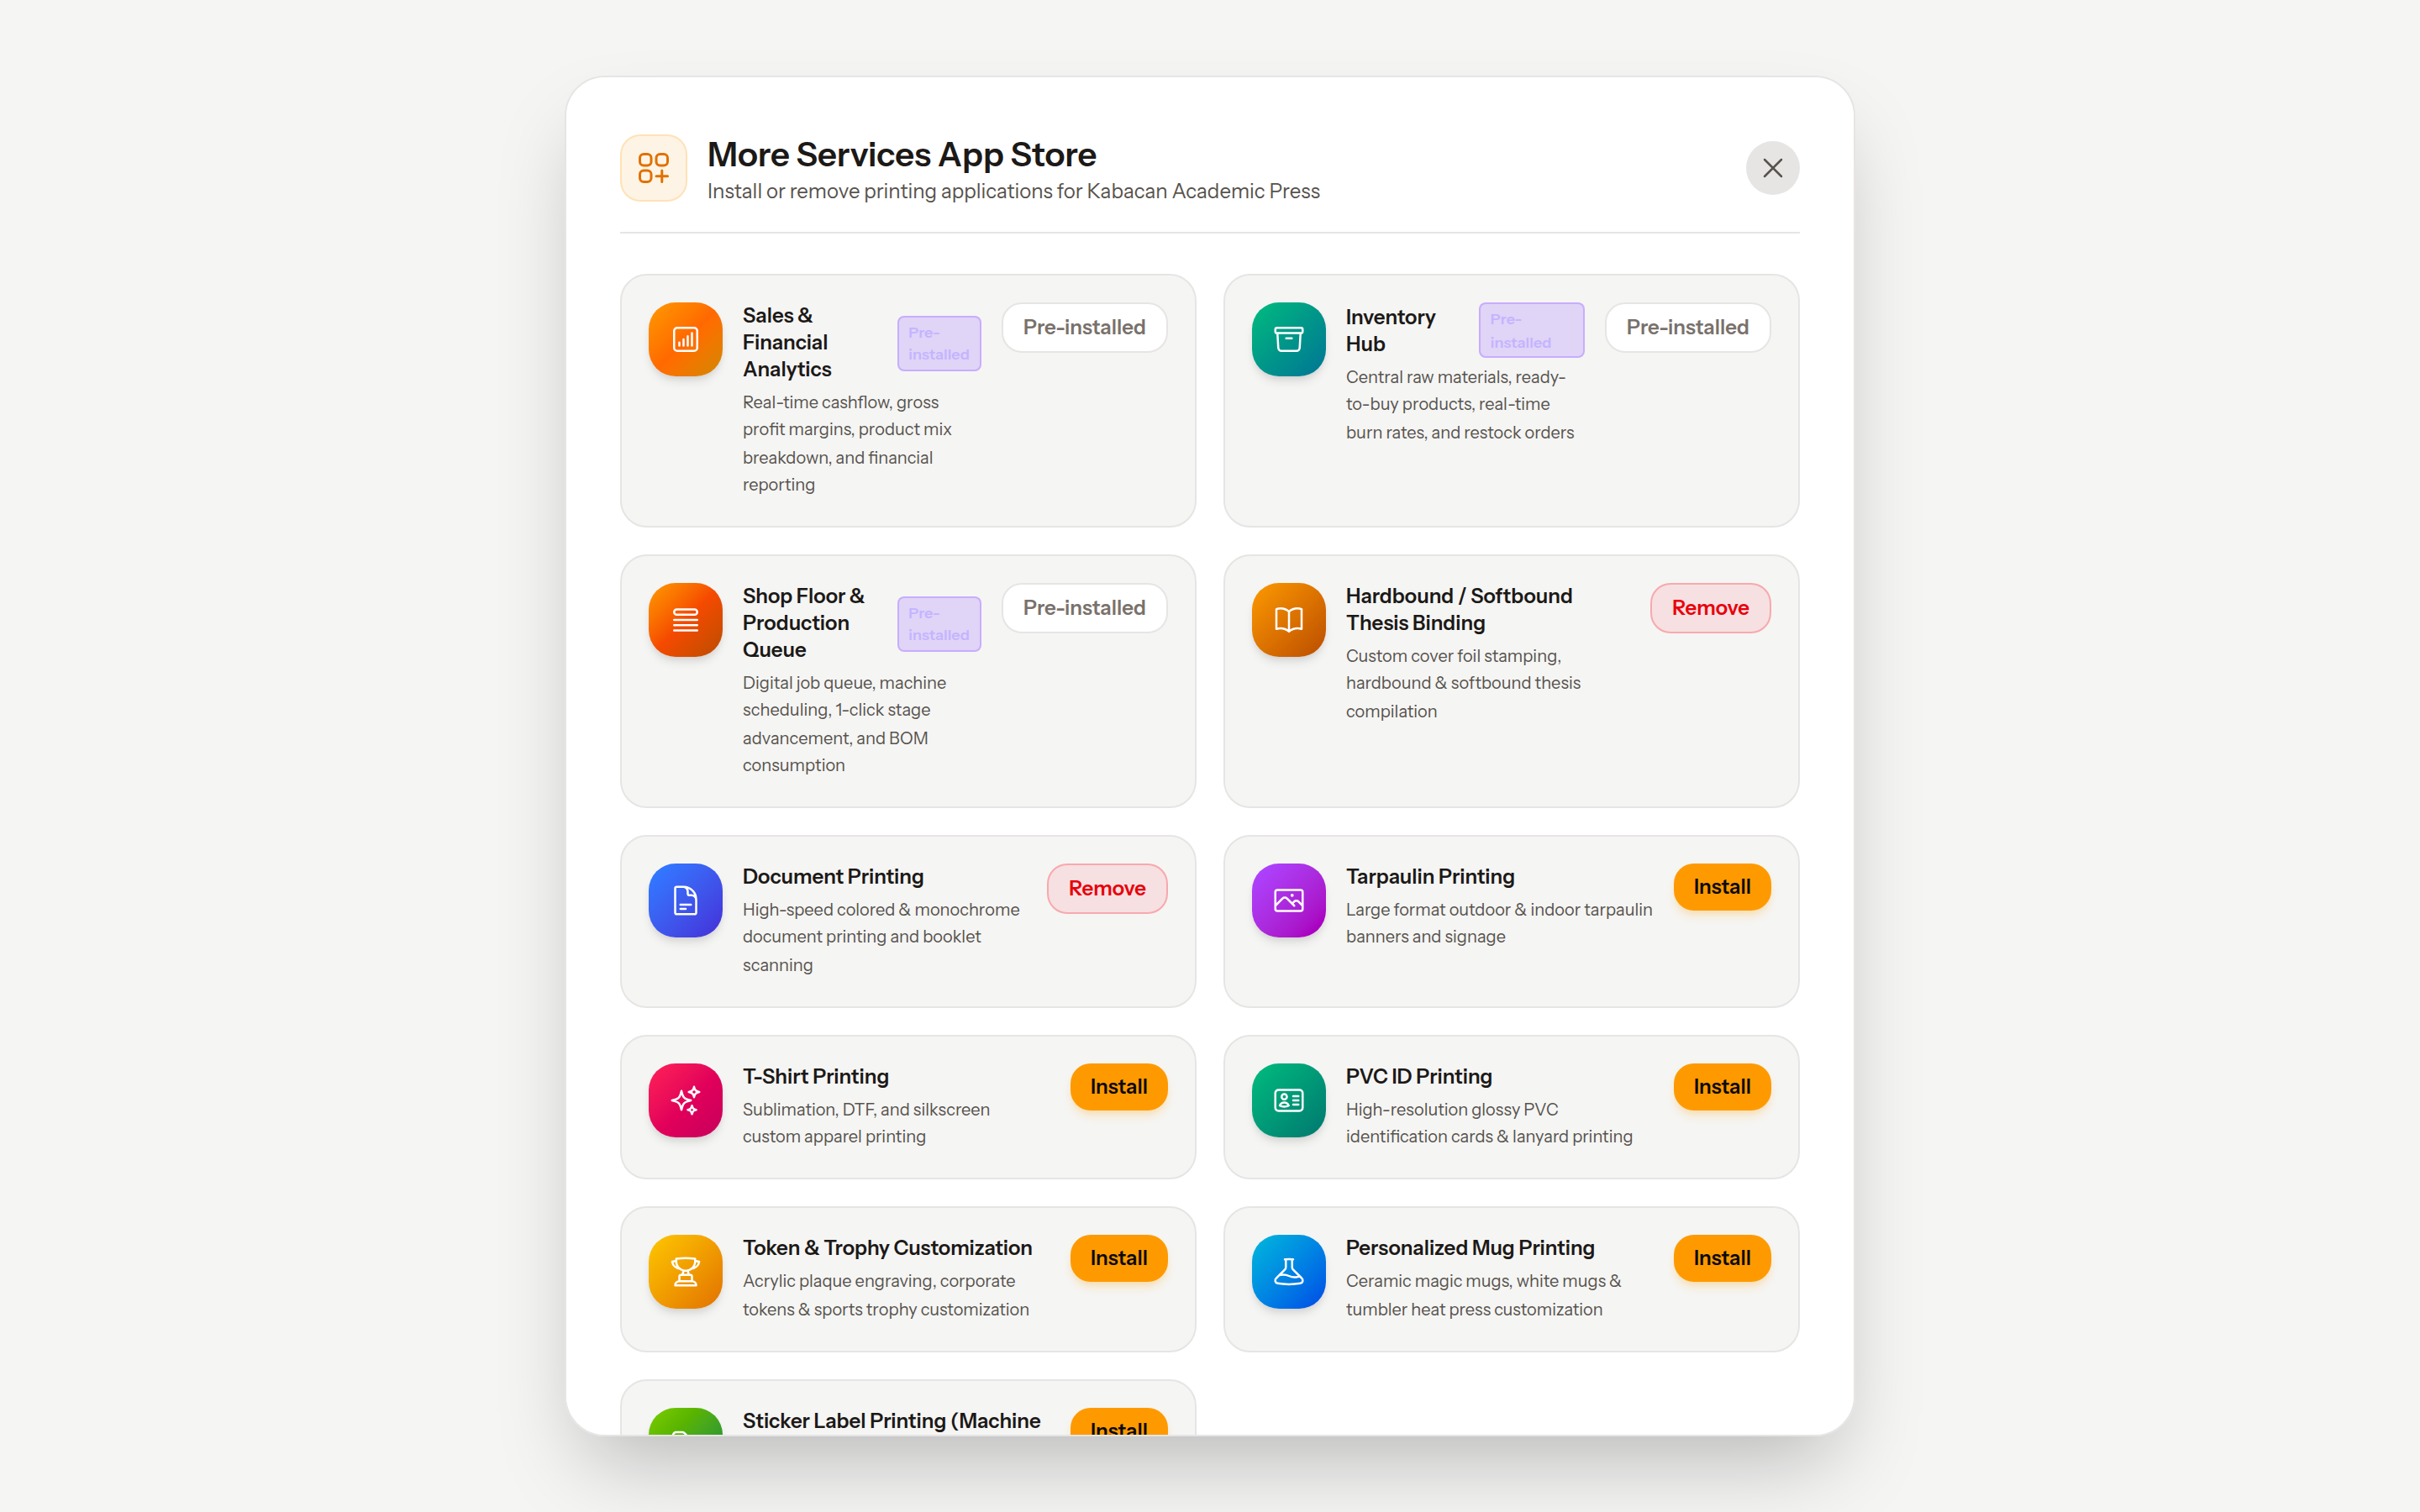 More Services App Store
Install or remove printing applications for Kabacan Academic Press
Sales &
Financial
Analytics
Pre-
installed
Pre-installed
Real-time cashflow, gross
profit margins, product mix
breakdown, and financial
reporting
Inventory
Hub
Pre-
installed
Pre-installed
Central raw materials, ready-
to-buy products, real-time
burn rates, and restock orders
Shop Floor &
Production
Queue
Pre-
installed
Pre-installed
Digital job queue, machine
scheduling, 1-click stage
advancement, and BOM
consumption
Hardbound / Softbound
Thesis Binding
Remove
Custom cover foil stamping,
hardbound & softbound thesis
compilation
Document Printing
Remove
High-speed colored & monochrome
document printing and booklet
scanning
Tarpaulin Printing
Install
Large format outdoor & indoor tarpaulin
banners and signage
T-Shirt Printing
Install
Sublimation, DTF, and silkscreen
custom apparel printing
PVC ID Printing
Install
High-resolution glossy PVC
identification cards & lanyard printing
Token & Trophy Customization
Install
Acrylic plaque engraving, corporate
tokens & sports trophy customization
Personalized Mug Printing
Install
Ceramic magic mugs, white mugs &
tumbler heat press customization
Sticker Label Printing (Machine
Install